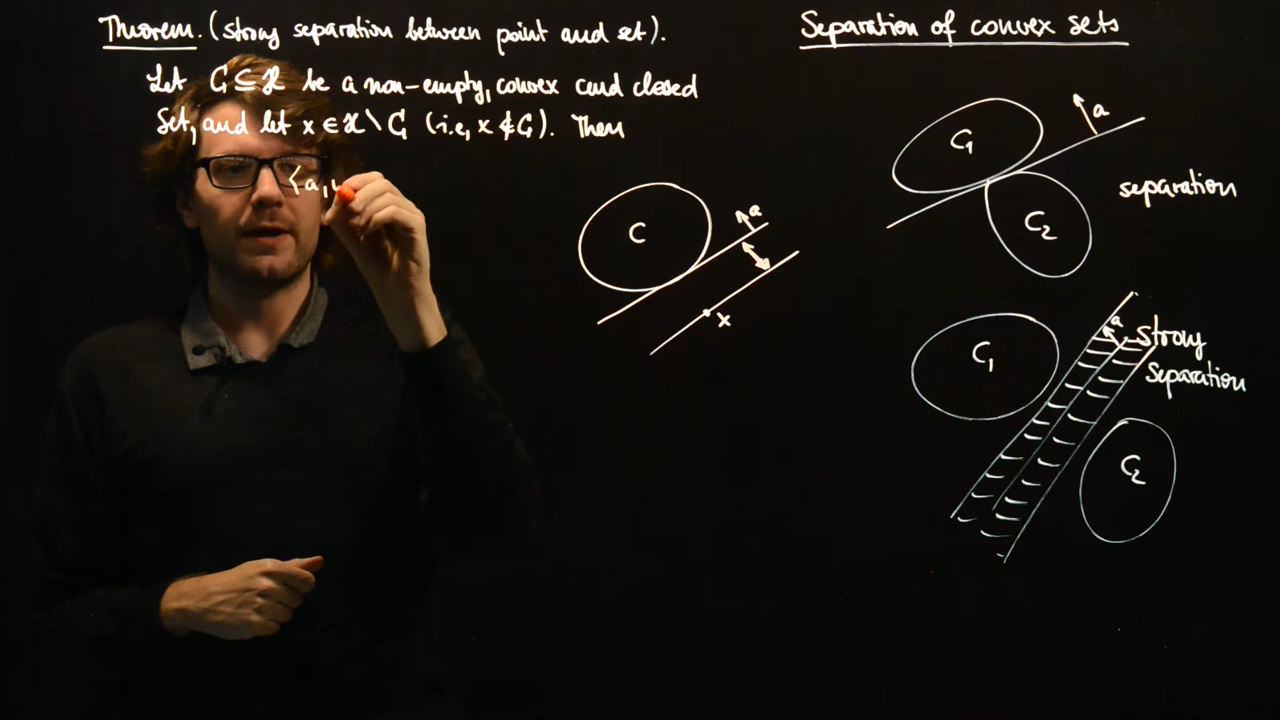 Theorem. (strong separation between point and set).
Let C ⊆ ℋ be a non-empty, convex and closed
set, and let x ∈ ℋ \ C (i.e, x ∉ C). Then
⟨a,
C
a
x
Separation of convex sets
C₁
a
C₂
separation
C₁
a
strong
separation
C₂